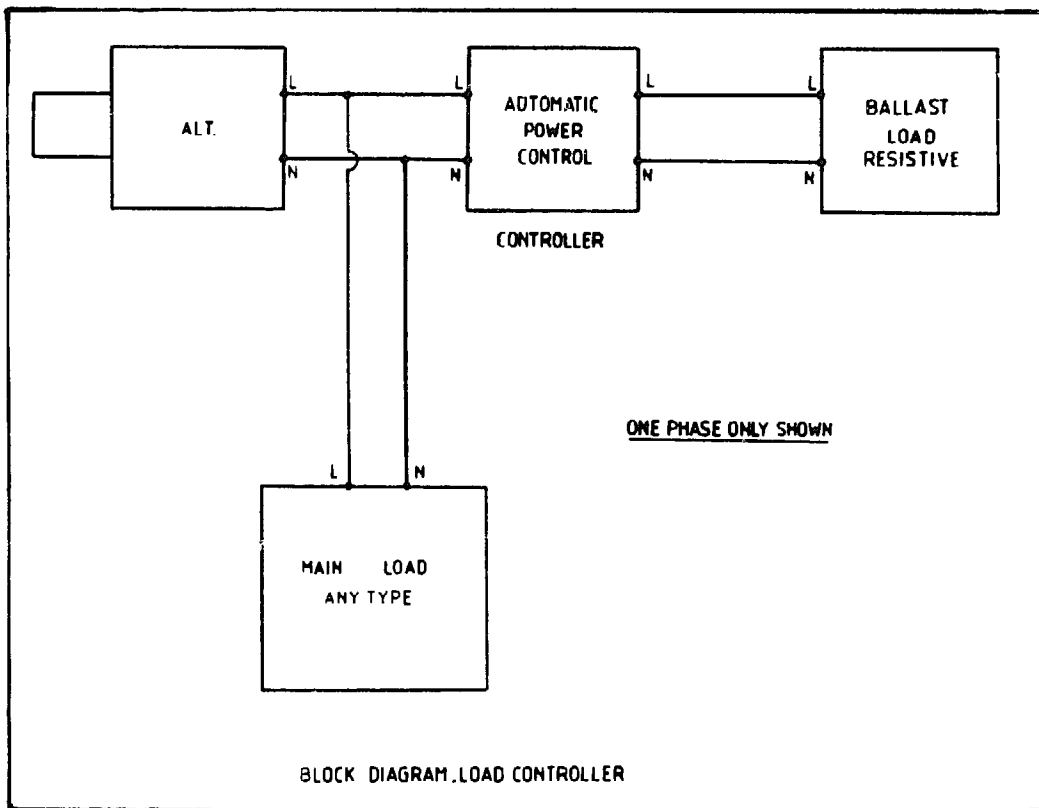 ALT.
L
N
L
N
AUTOMATIC
POWER
CONTROL
CONTROLLER
L
N
L
N
BALLAST
LOAD
RESISTIVE
ONE PHASE ONLY SHOWN
L N
MAIN LOAD
ANY TYPE
BLOCK DIAGRAM. LOAD CONTROLLER